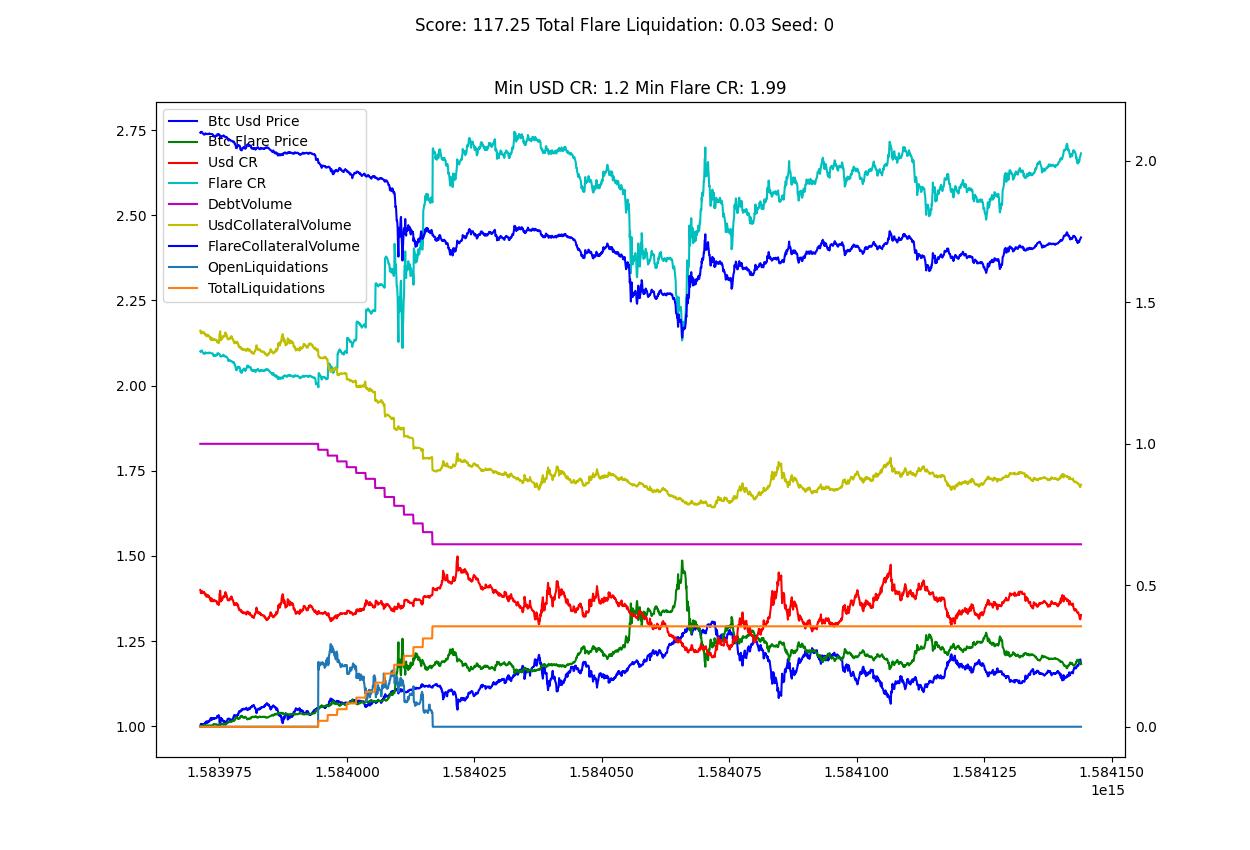 Score: 117.25 Total Flare Liquidation: 0.03 Seed: 0
Min USD CR: 1.2 Min Flare CR: 1.99
Btc Usd Price
Btc Flare Price
Usd CR
Flare CR
DebtVolume
UsdCollateralVolume
FlareCollateralVolume
OpenLiquidations
TotalLiquidations
2.75
2.50
2.25
2.00
1.75
1.50
1.25
1.00
2.0
1.5
1.0
0.5
0.0
1.583975 1.584000 1.584025 1.584050 1.584075 1.584100 1.584125 1.584150
1e15